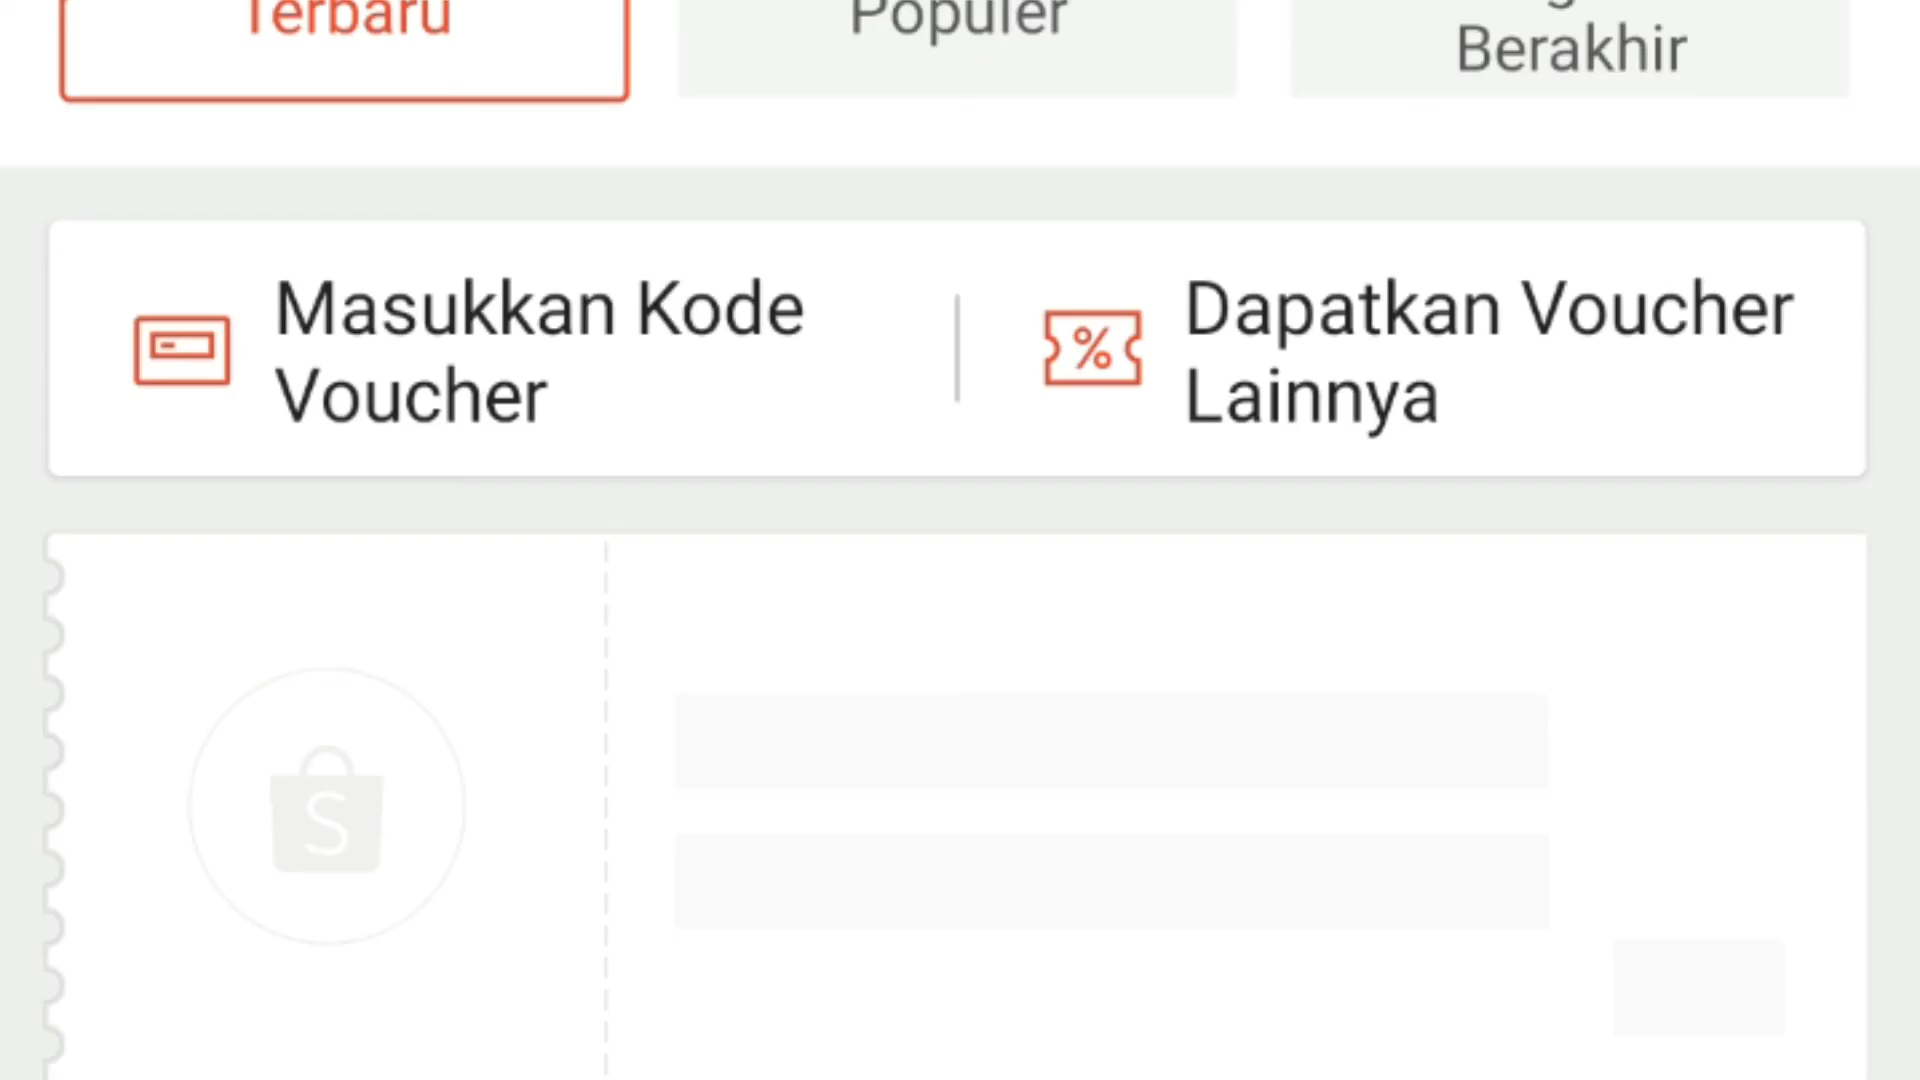 Terbaru
Populer
Berakhir
Masukkan Kode
Voucher
Dapatkan Voucher
Lainnya
%
S